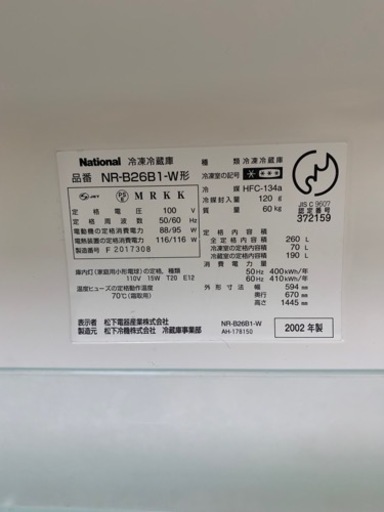 National 冷凍冷蔵庫
品番 NR-B26B1-W形
JET PS E MRKK
定格電圧 100 V
定格周波数 50/60 Hz
電動機の定格消費電力 88/95 W
電熱装置の定格消費電力 116/116 W
製造番号 F 2017308
庫内灯(家庭用小形電球)の定格、種類
110V 15W T20 E12
温度ヒューズの定格動作温度
70℃(霜取用)
表示元 松下電器産業株式会社
製造元 松下冷機株式会社 冷蔵庫事業部
種類 冷凍冷蔵庫
冷凍室の記号
冷媒 HFC-134a
冷媒封入量 120 g
質量 60 kg
JIS C 9607
認定番号
372159
定格内容積
全定格内容積 260 L
冷凍室の定格内容積 70 L
冷蔵室の定格内容積 190 L
消費電力量
50Hz 400 kWh/年
60Hz 410 kWh/年
外形寸法 幅 594 mm
奥行 670 mm
高さ 1445 mm
NR-B26B1-W
AH-178150
2002 年製